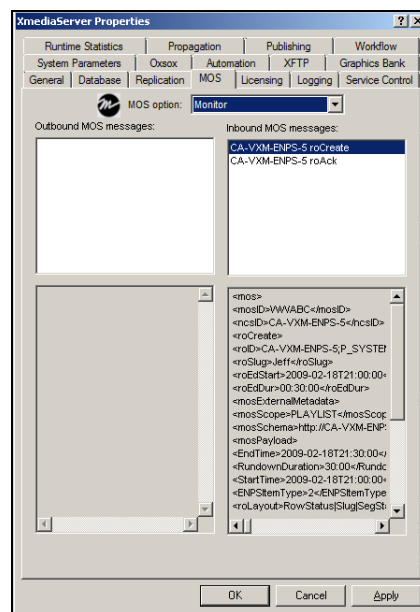 XmediaServer Properties
Runtime Statistics Propagation Publishing Workflow
System Parameters Oxsox Automation XFTP Graphics Bank
General Database Replication MOS Licensing Logging Service Control
MOS option: Monitor
Outbound MOS messages: Inbound MOS messages:
CA-VXM-ENPS-5 roCreate
CA-VXM-ENPS-5 roAck
<mos>
<mosID>VWVABC</mosID>
<ncsID>CA-VXM-ENPS-5</ncsID>
<roCreate>
<roID>CA-VXM-ENPS-5;P_SYSTEM
<roSlug>Jeff</roSlug>
<roEdStart>2009-02-18T21:00:00<
<roEdDur>00:30:00</roEdDur>
<mosExternalMetadata>
<mosScope>PLAYLIST</mosScop
<mosSchema>http://CA-VXM-ENP
<mosPayload>
<EndTime>2009-02-18T21:30:00</
<RundownDuration>30:00</Rundo
<StartTime>2009-02-18T21:00:00<
<ENPSItemType>2</ENPSItemType
<roLayout>RowStatus|Slug|SegSt
OK Cancel Apply